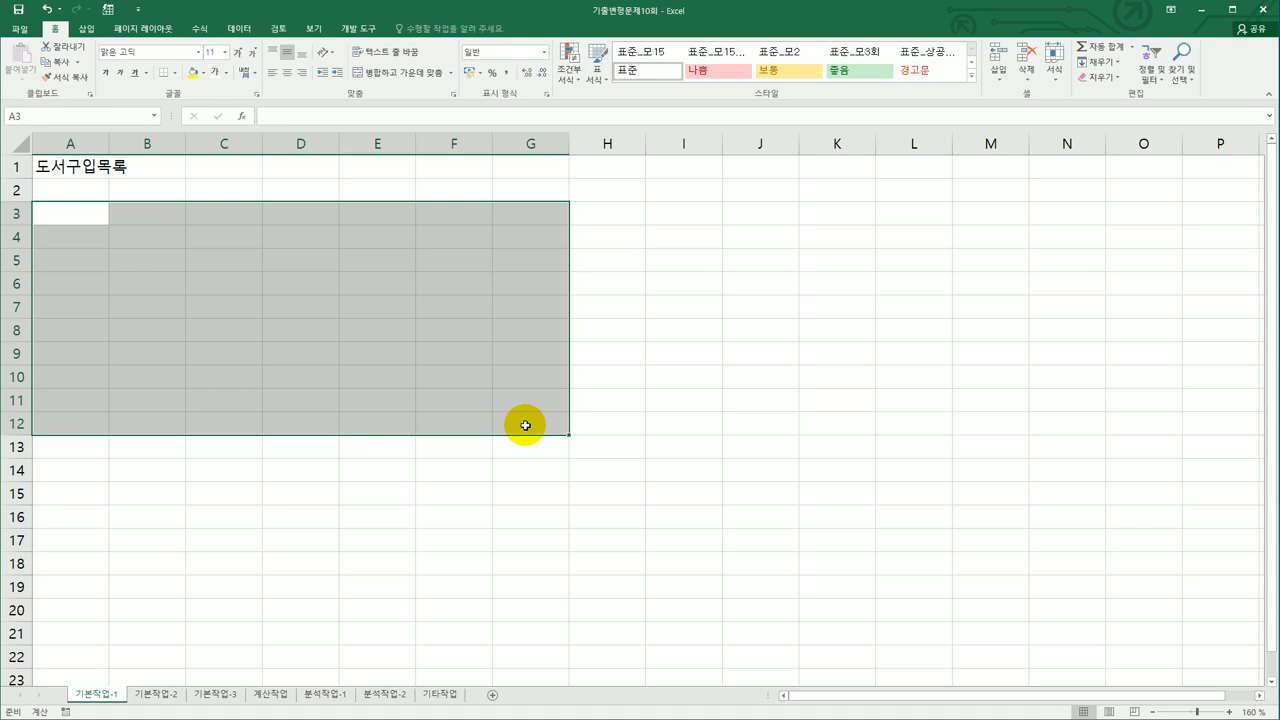 기출변형문제10회 - Excel
파일 홈 삽입 페이지 레이아웃 수식 데이터 검토 보기 개발 도구 수행할 작업을 알려 주세요. 공유
붙여넣기 잘라내기 복사 서식 복사 클립보드
맑은 고딕 11 가 가 가 가 가 글꼴
텍스트 줄 바꿈 병합하고 가운데 맞춤 맞춤
일반 % 표시 형식
조건부 서식 표 서식 표준_모15 표준_모15... 표준_모2 표준_모3회 표준_상공...
표준 나쁨 보통 좋음 경고문 스타일
삽입 삭제 서식 셀
자동 합계 채우기 지우기 정렬 및 필터 찾기 및 선택 편집
A3 fx
A B C D E F G H I J K L M N O P
1 도서구입목록
2
3
4
5
6
7
8
9
10
11
12
13
14
15
16
17
18
19
20
21
22
23
기본작업-1 기본작업-2 기본작업-3 계산작업 분석작업-1 분석작업-2 기타작업
준비 계산 160 %